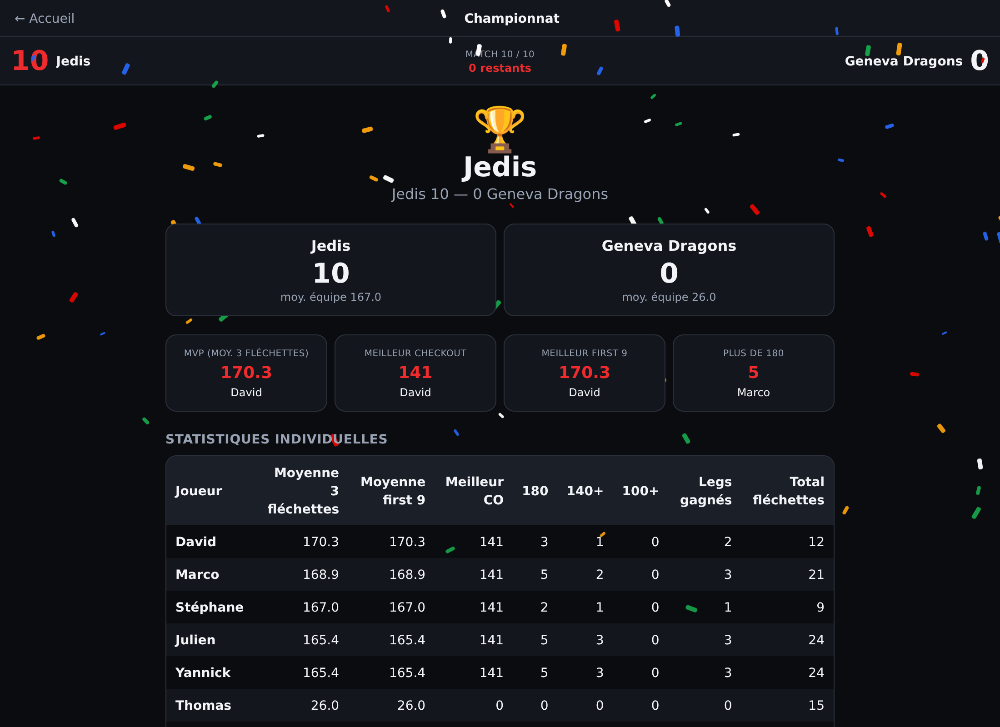 ← Accueil
Championnat
10 Jedis
MATCH 10 / 10
0 restants
Geneva Dragons 0
Jedis
Jedis 10 — 0 Geneva Dragons
Jedis
10
moy. équipe 167.0
Geneva Dragons
0
moy. équipe 26.0
MVP (MOY. 3 FLÉCHETTES)
170.3
David
MEILLEUR CHECKOUT
141
David
MEILLEUR FIRST 9
170.3
David
PLUS DE 180
5
Marco
STATISTIQUES INDIVIDUELLES
Joueur Moyenne 3 fléchettes Moyenne first 9 Meilleur CO 180 140+ 100+ Legs gagnés Total fléchettes
David 170.3 170.3 141 3 1 0 2 12
Marco 168.9 168.9 141 5 2 0 3 21
Stéphane 167.0 167.0 141 2 1 0 1 9
Julien 165.4 165.4 141 5 3 0 3 24
Yannick 165.4 165.4 141 5 3 0 3 24
Thomas 26.0 26.0 0 0 0 0 0 15